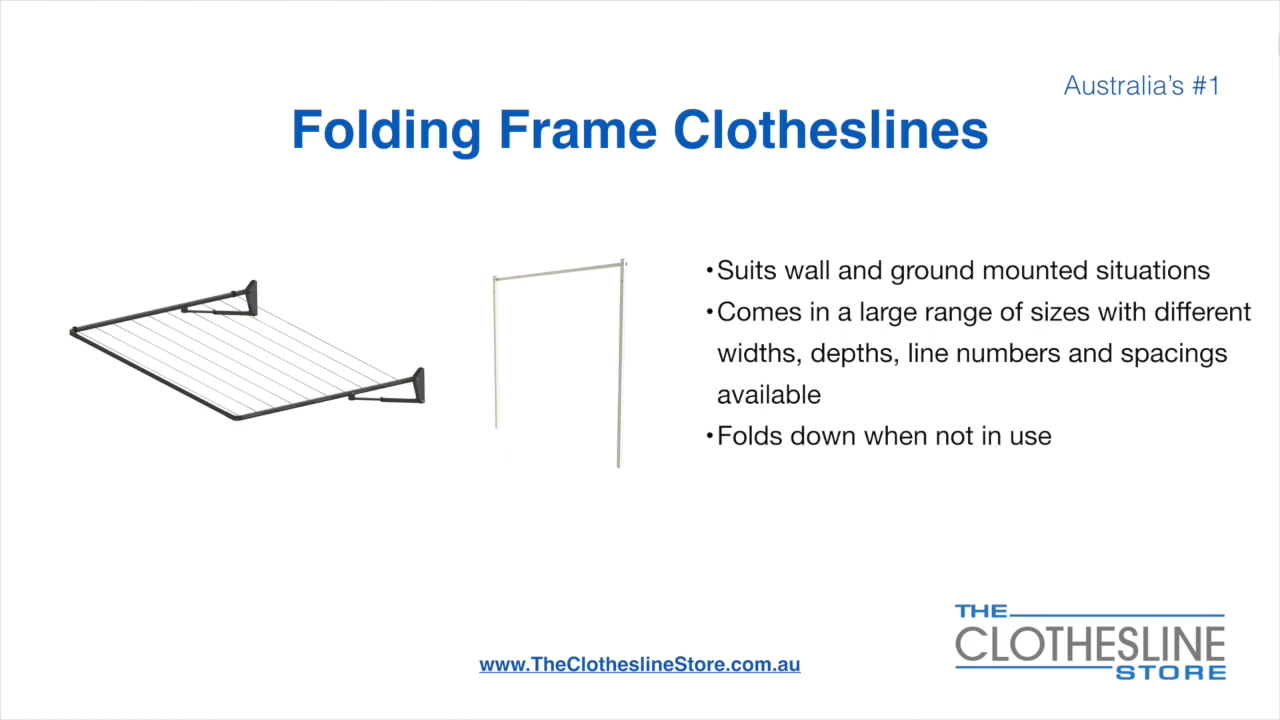 Australia's #1
Folding Frame Clotheslines
•Suits wall and ground mounted situations
•Comes in a large range of sizes with different
widths, depths, line numbers and spacings
available
•Folds down when not in use
THE
CLOTHESLINE
STORE
www.TheClotheslineStore.com.au